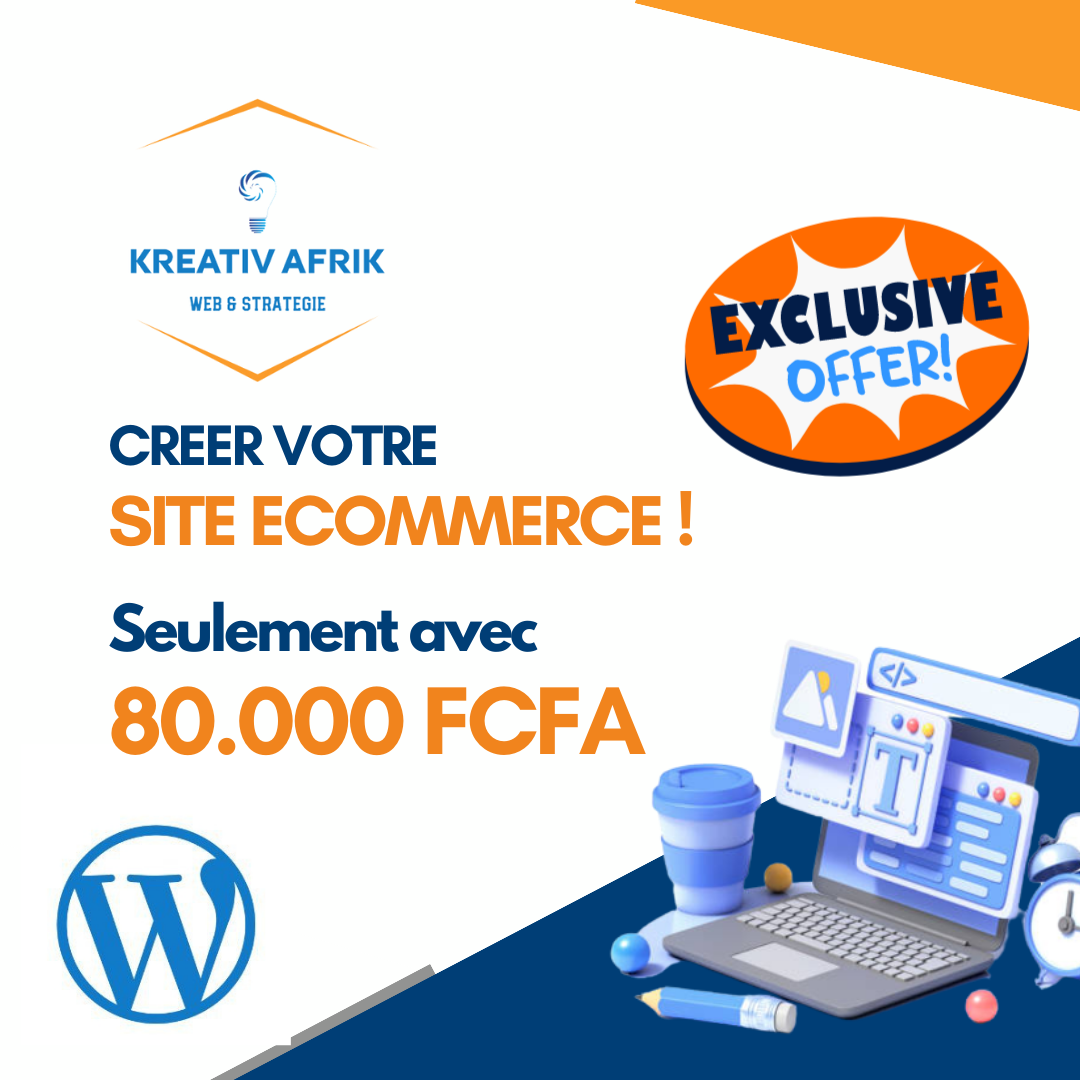 KREATIV AFRIK
WEB & STRATEGIE
EXCLUSIVE
OFFER!
CREER VOTRE
SITE ECOMMERCE !
Seulement avec
80.000 FCFA
</>
T
W